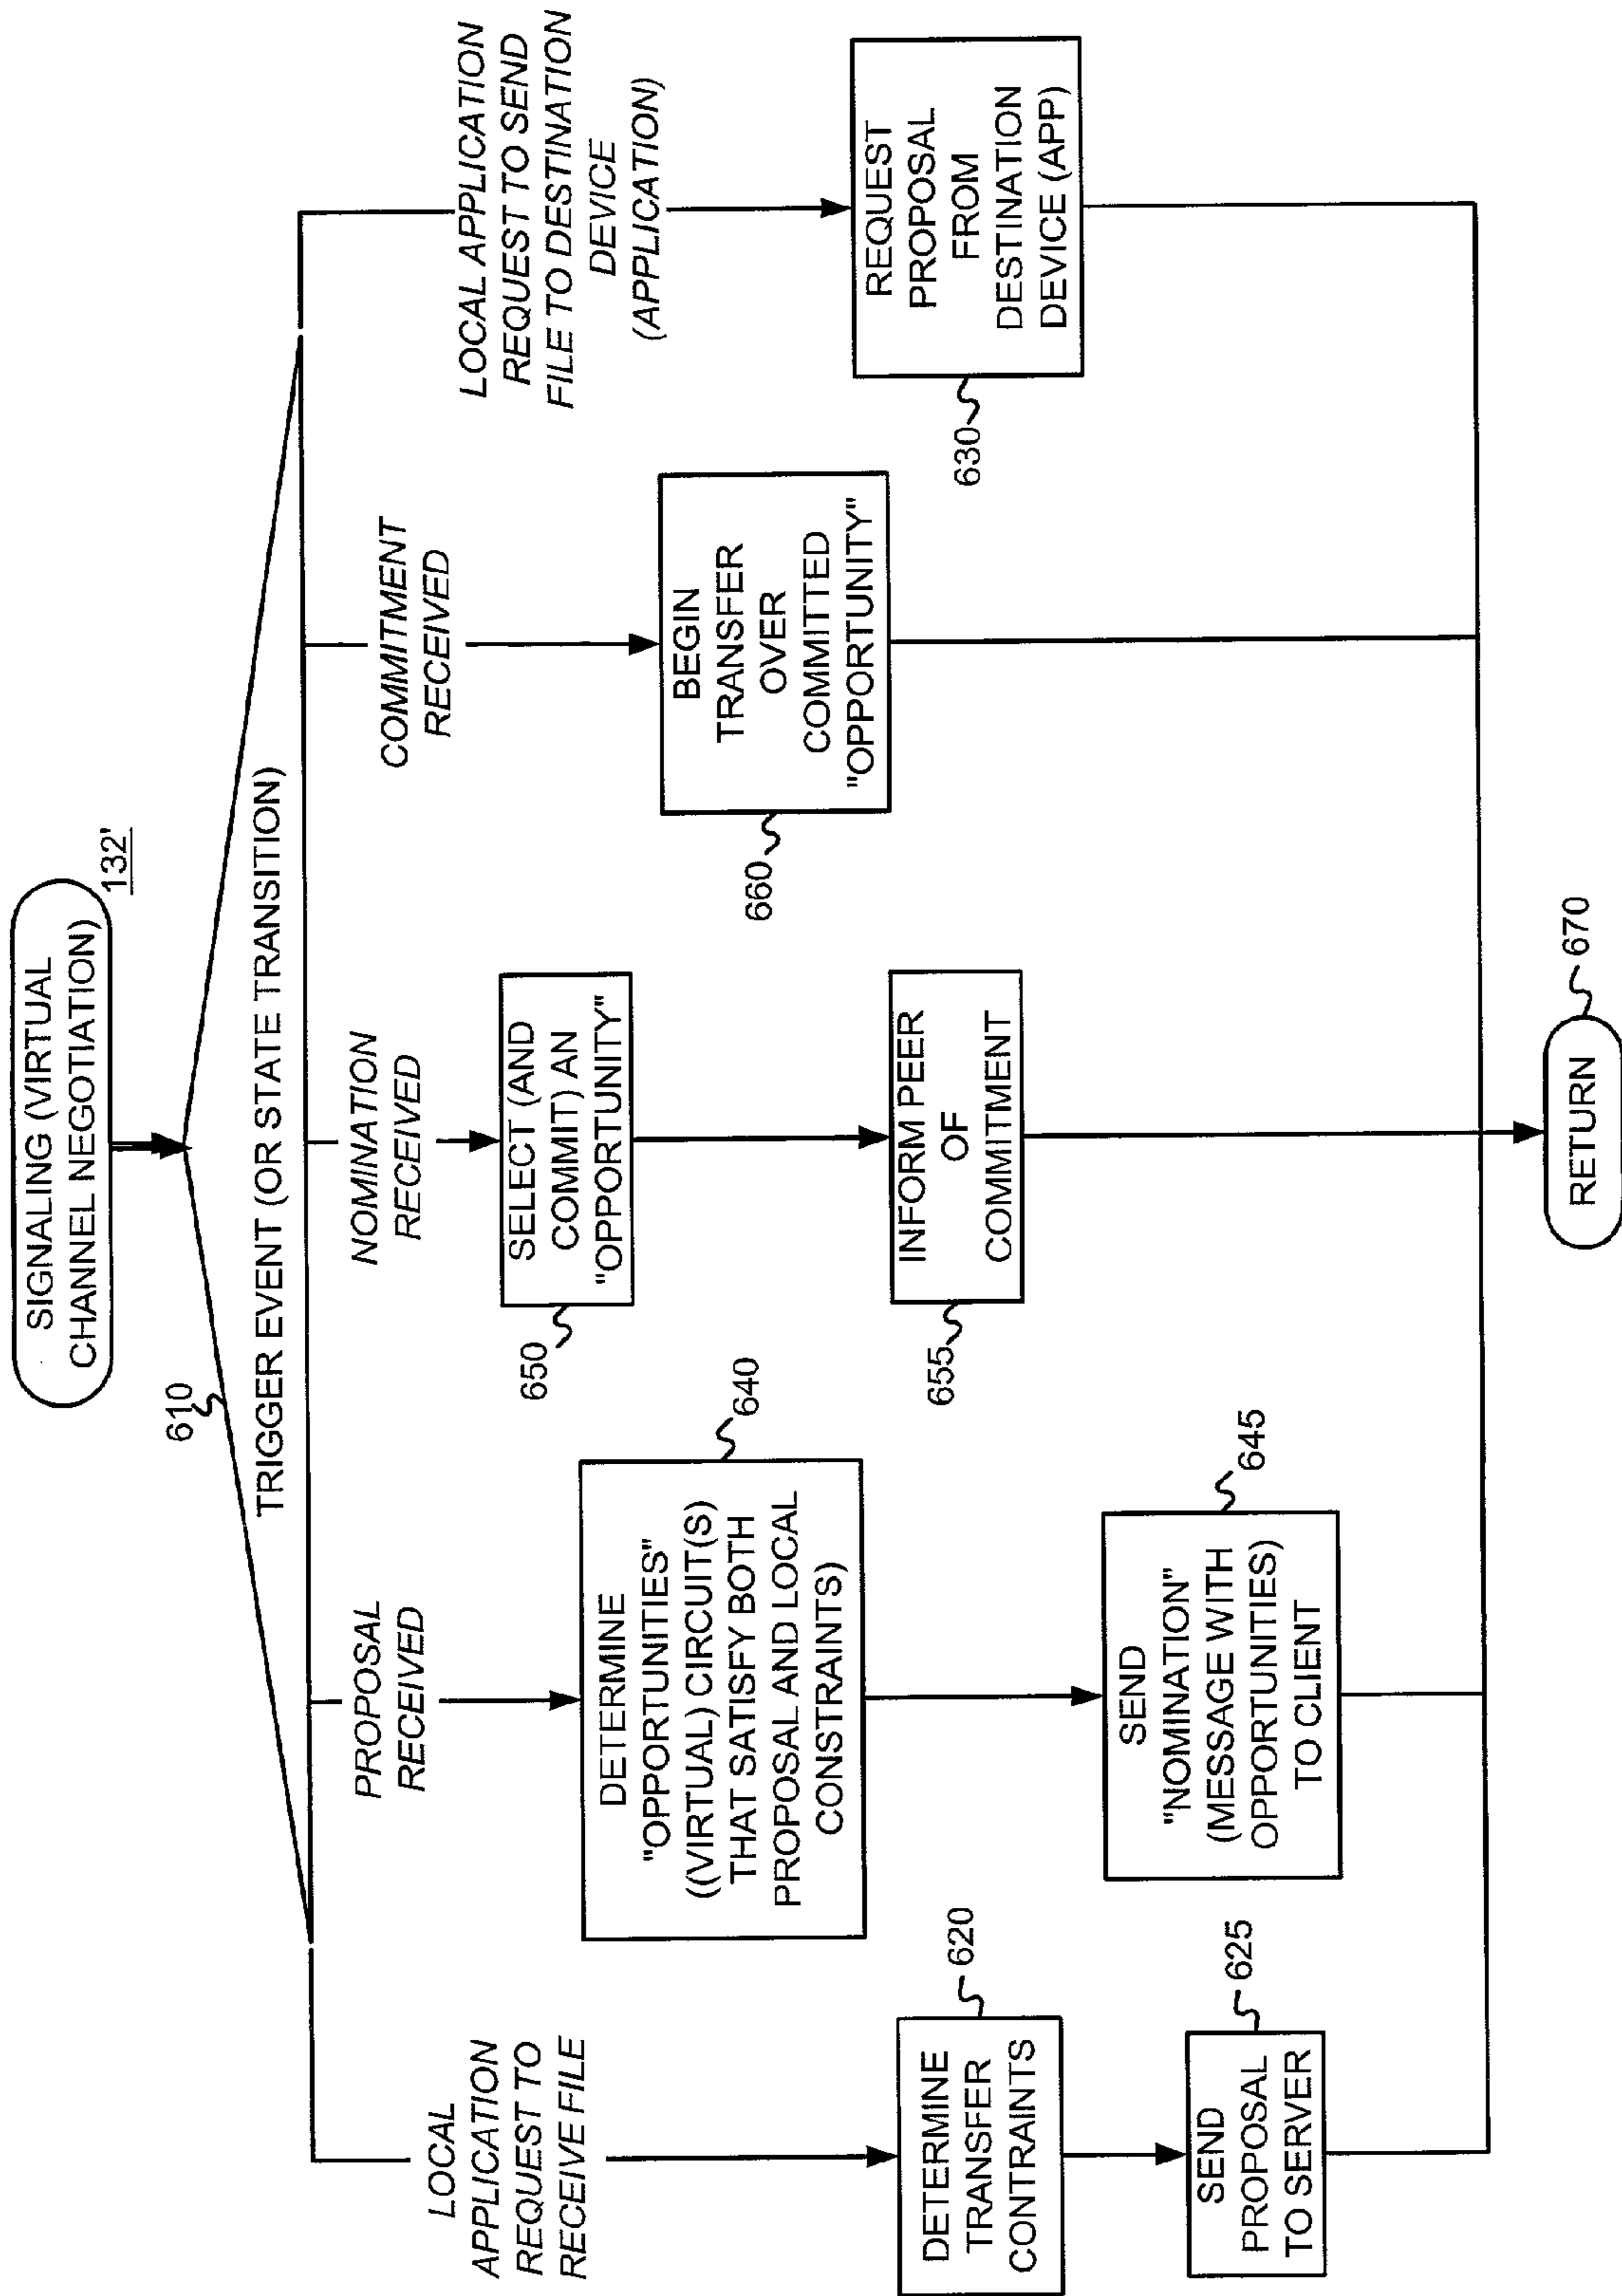 SIGNALING (VIRTUAL
CHANNEL NEGOTIATION)
132'
610
TRIGGER EVENT (OR STATE TRANSITION)
LOCAL
APPLICATION
REQUEST TO
RECEIVE FILE
DETERMINE
TRANSFER
CONTRAINTS
620
SEND
PROPOSAL
TO SERVER
625
PROPOSAL
RECEIVED
DETERMINE
"OPPORTUNITIES"
((VIRTUAL) CIRCUIT(S)
THAT SATISFY BOTH
PROPOSAL AND LOCAL
CONSTRAINTS)
640
SEND
"NOMINATION"
(MESSAGE WITH
OPPORTUNITIES)
TO CLIENT
645
NOMINATION
RECEIVED
SELECT (AND
COMMIT) AN
"OPPORTUNITY"
650
INFORM PEER
OF
COMMITMENT
655
COMMITMENT
RECEIVED
BEGIN
TRANSFER
OVER
COMMITTED
"OPPORTUNITY"
660
LOCAL APPLICATION
REQUEST TO SEND
FILE TO DESTINATION
DEVICE
(APPLICATION)
REQUEST
PROPOSAL
FROM
DESTINATION
DEVICE (APP)
630
RETURN
670